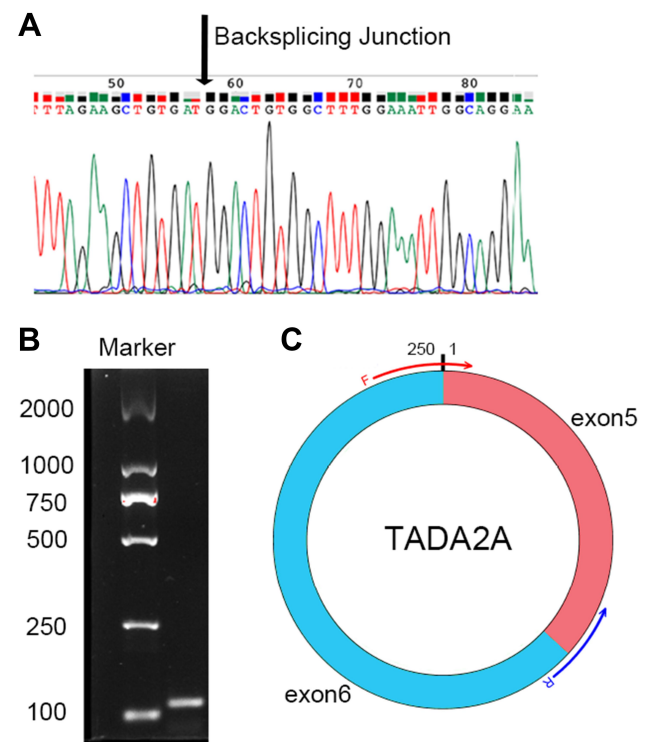 A
Backsplicing Junction
50 60 70 80
TTTAGAAGCTGTGATGGACTGTGGCTTTGGAAATTGGCAGGAA
B
Marker
2000
1000
750
500
250
100
C
250 1
F
exon5
TADA2A
exon6
R